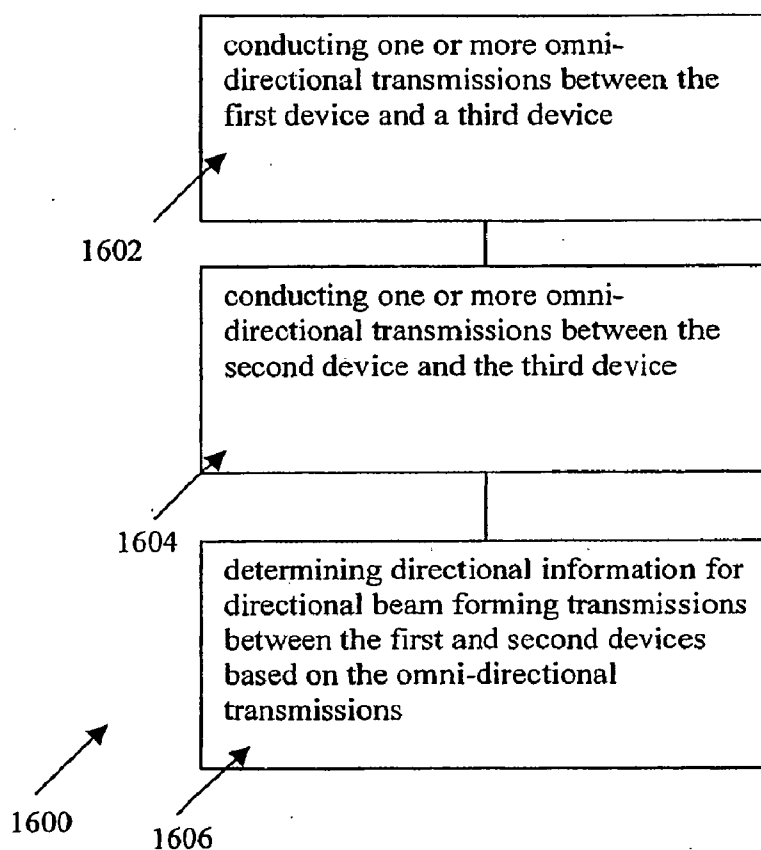 conducting one or more omni-
directional transmissions between the
first device and a third device
1602
conducting one or more omni-
directional transmissions between the
second device and the third device
1604
determining directional information for
directional beam forming transmissions
between the first and second devices
based on the omni-directional
transmissions
1600
1606